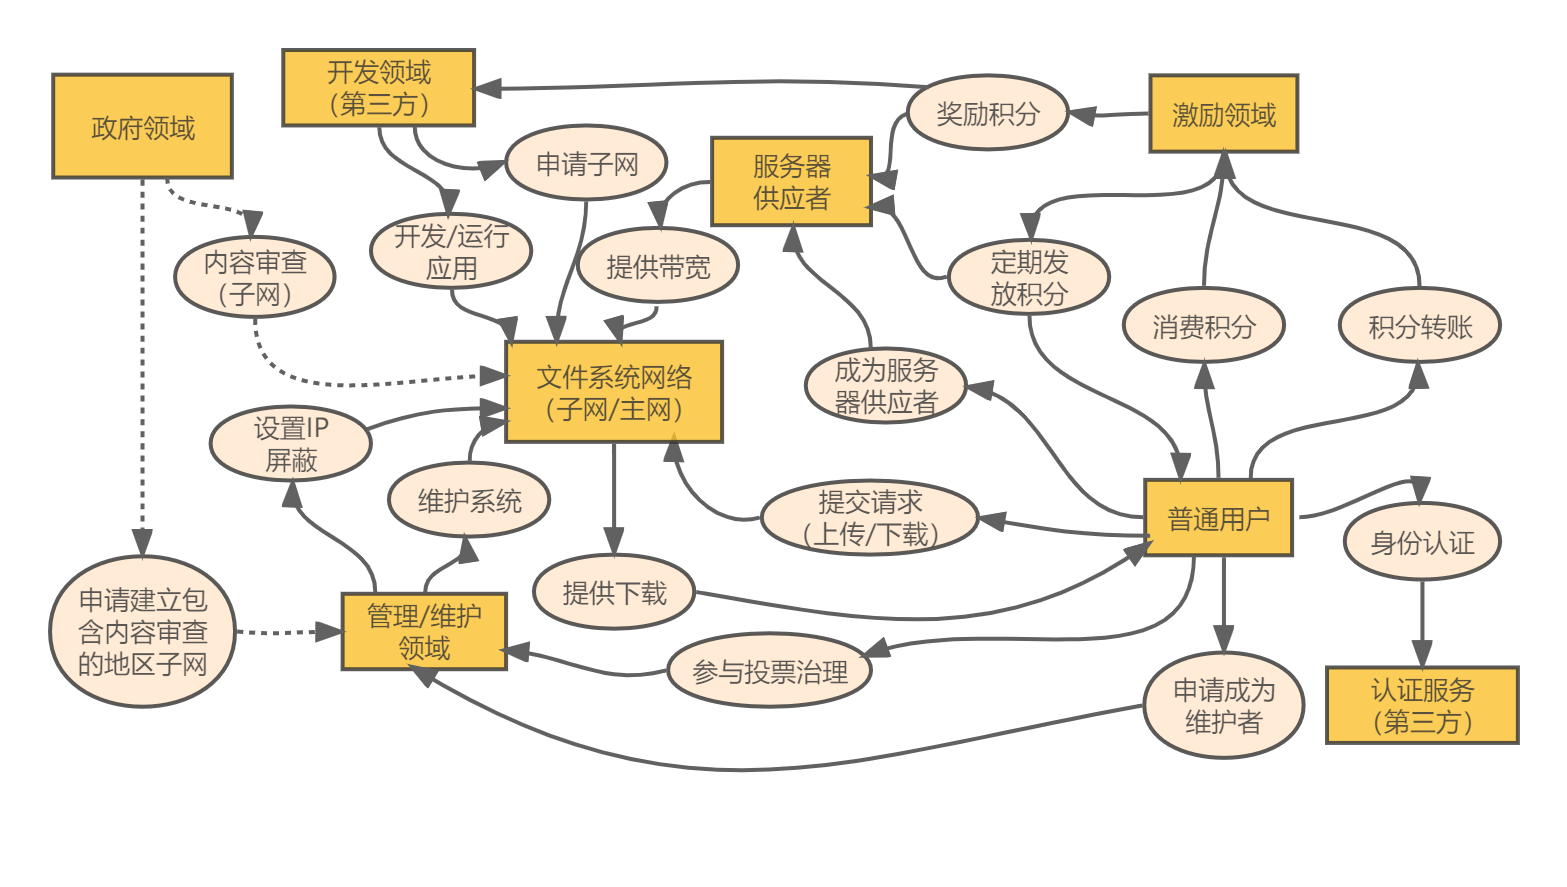 政府领域
开发领域
（第三方）
奖励积分
激励领域
申请子网
服务器
供应者
内容审查
（子网）
开发/运行
应用
提供带宽
定期发
放积分
消费积分
积分转账
文件系统网络
（子网/主网）
成为服务
器供应者
设置IP
屏蔽
维护系统
提交请求
（上传/下载）
普通用户
身份认证
申请建立包
含内容审查
的地区子网
管理/维护
领域
提供下载
参与投票治理
申请成为
维护者
认证服务
（第三方）